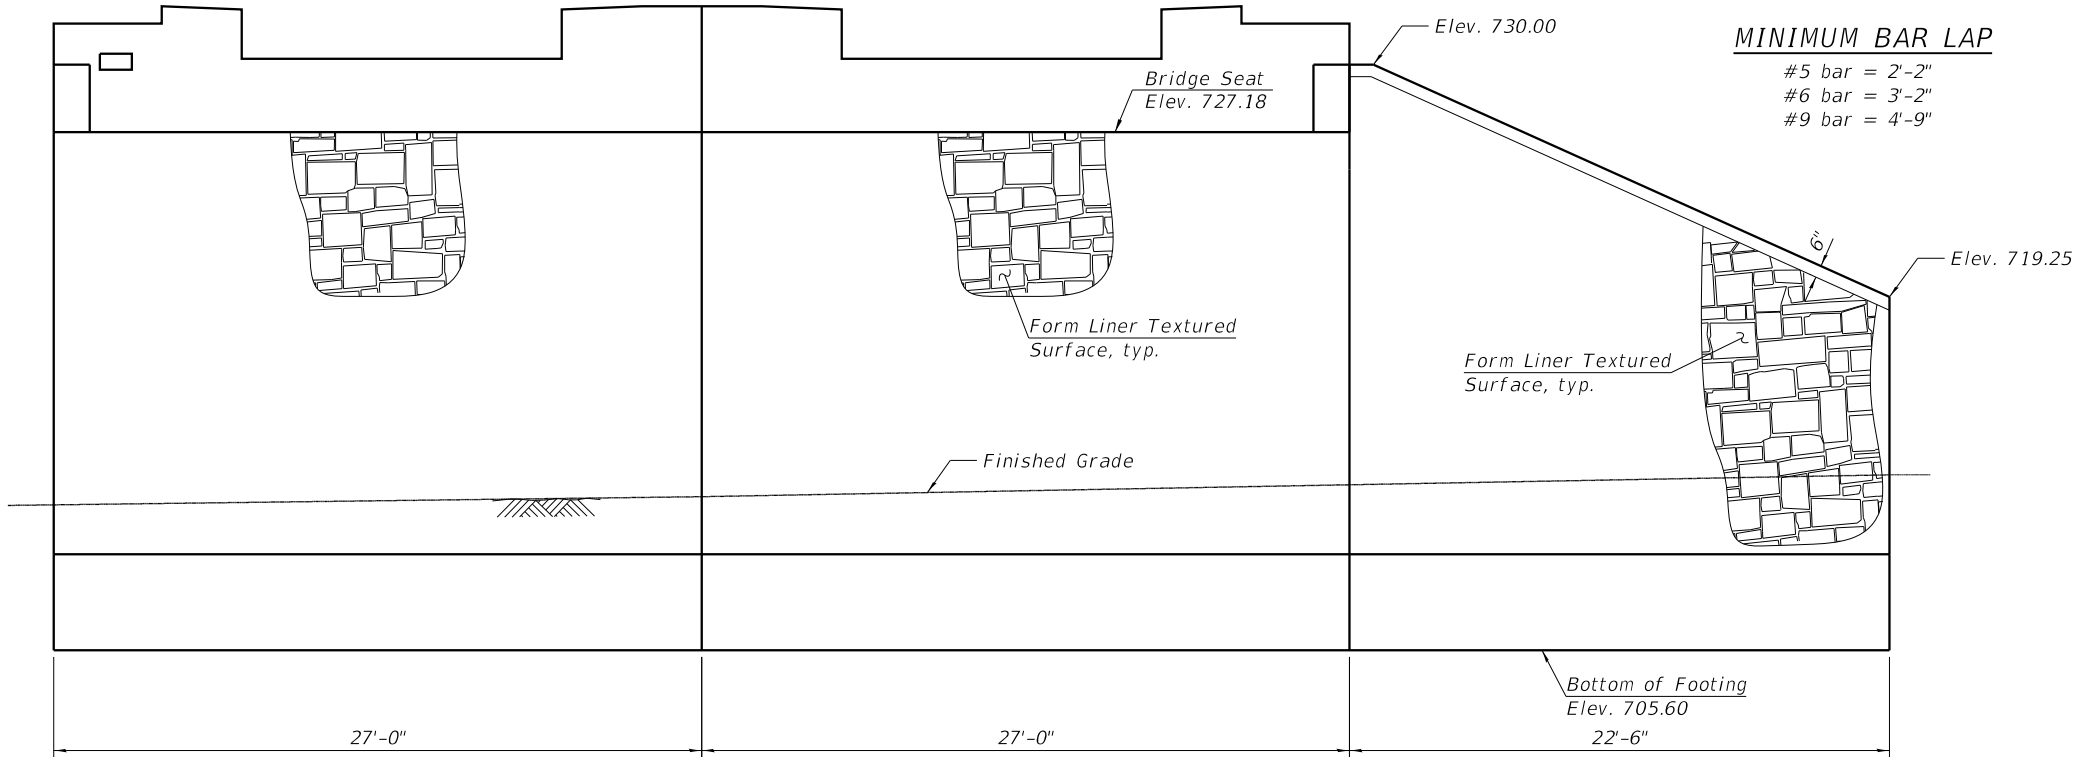 Elev. 730.00
MINIMUM BAR LAP
#5 bar = 2'-2"
#6 bar = 3'-2"
#9 bar = 4'-9"
Bridge Seat
Elev. 727.18
6"
Elev. 719.25
Form Liner Textured
Surface, typ.
Form Liner Textured
Surface, typ.
Finished Grade
Bottom of Footing
Elev. 705.60
27'-0"
27'-0"
22'-6"